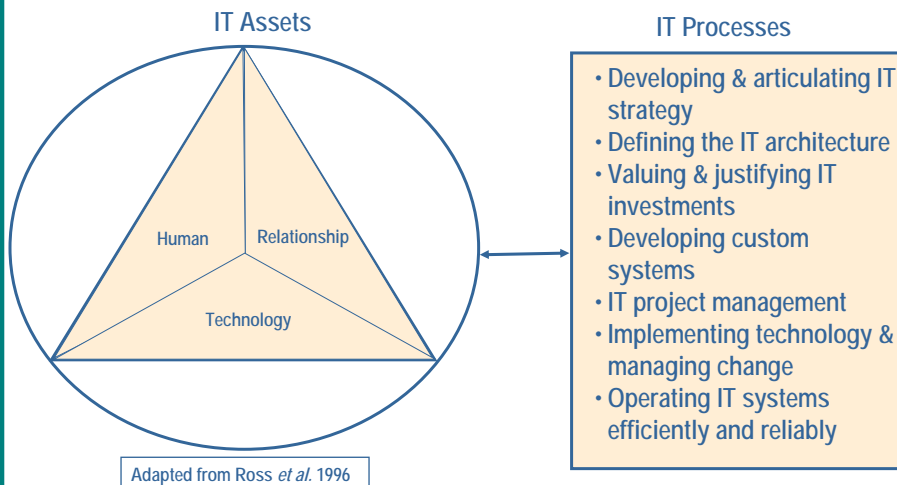 IT Assets
Human
Relationship
Technology
Adapted from Ross et al. 1996
IT Processes
• Developing & articulating IT
strategy
• Defining the IT architecture
• Valuing & justifying IT
investments
• Developing custom
systems
• IT project management
• Implementing technology &
managing change
• Operating IT systems
efficiently and reliably